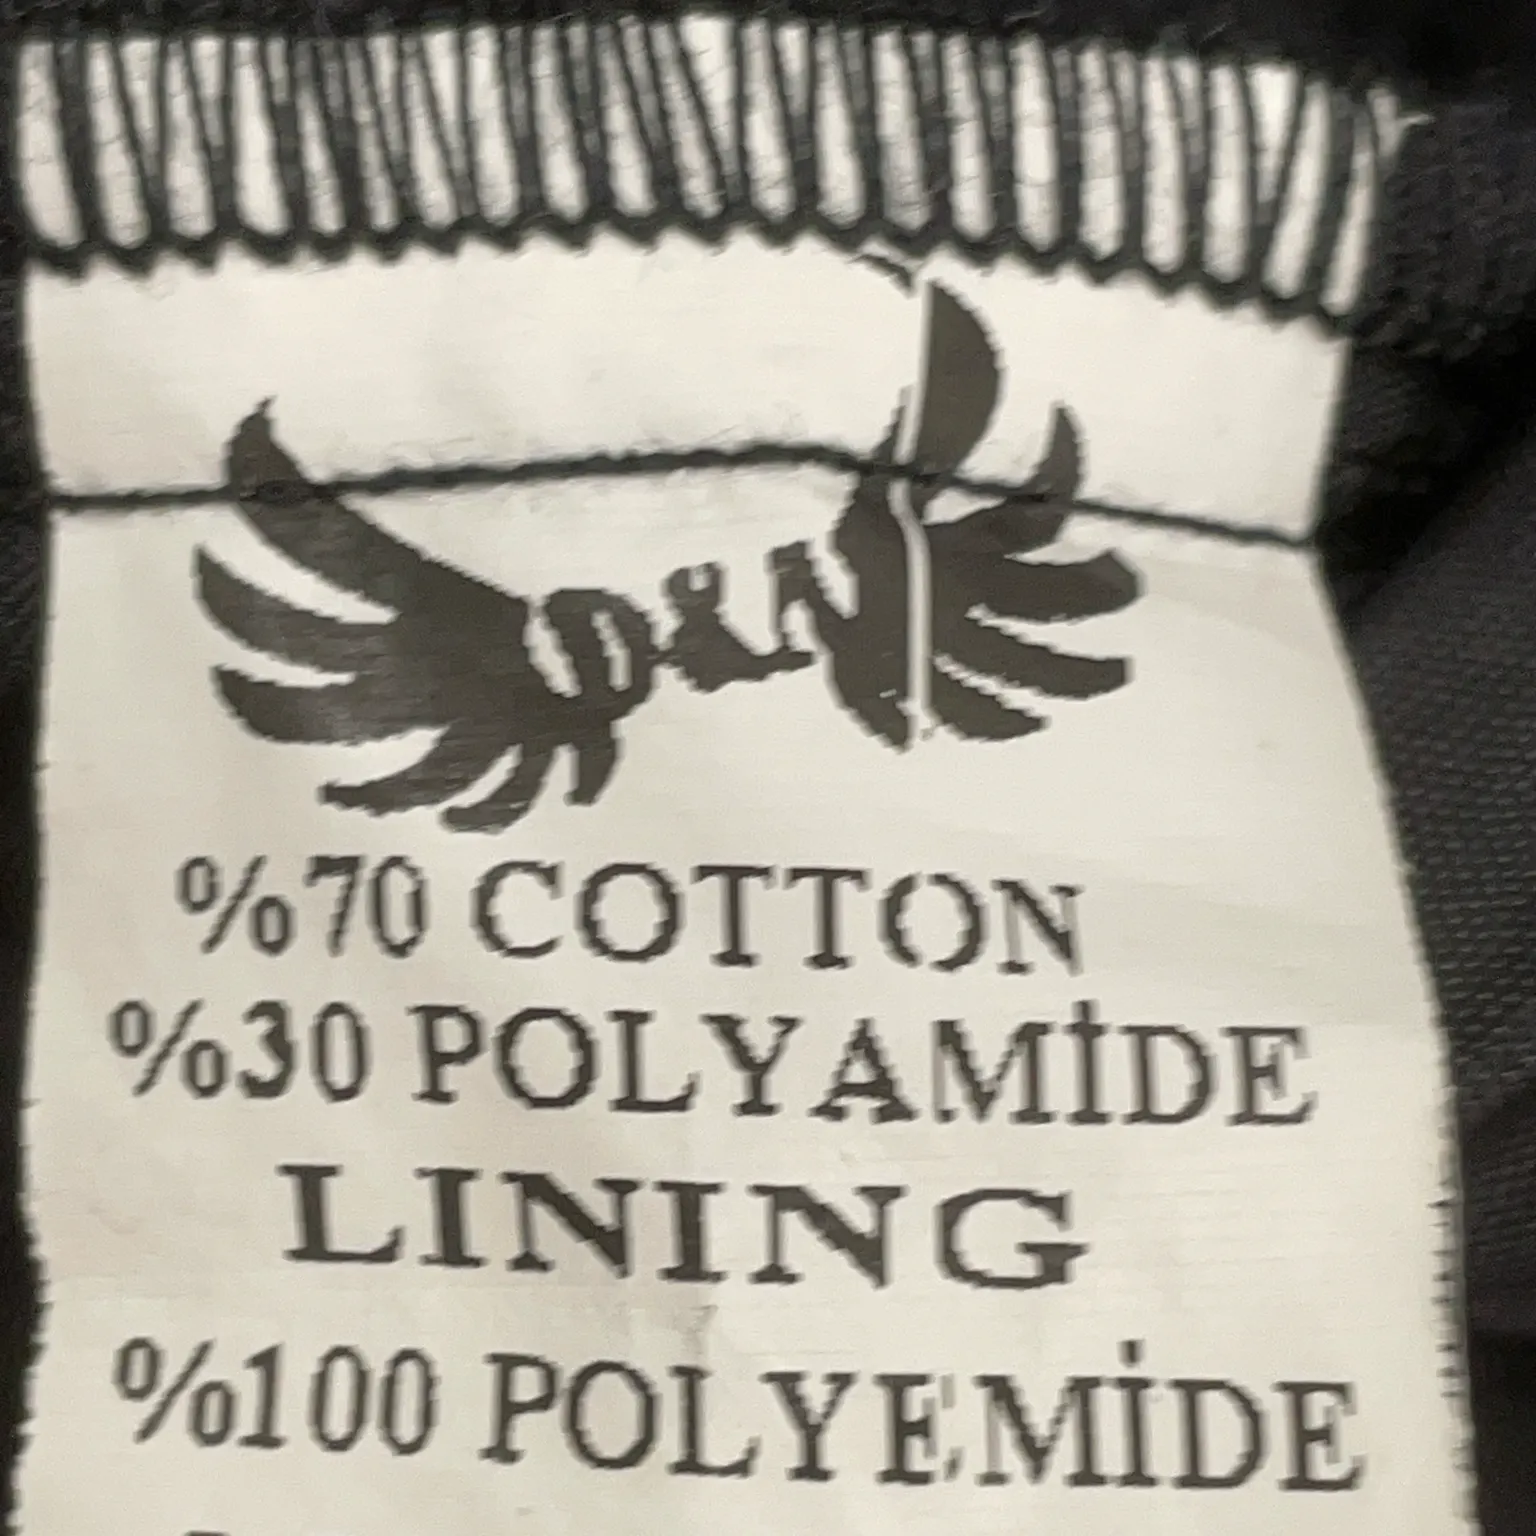 %70 COTTON
%30 POLYAMİDE
LINING
%100 POLYEMİDE